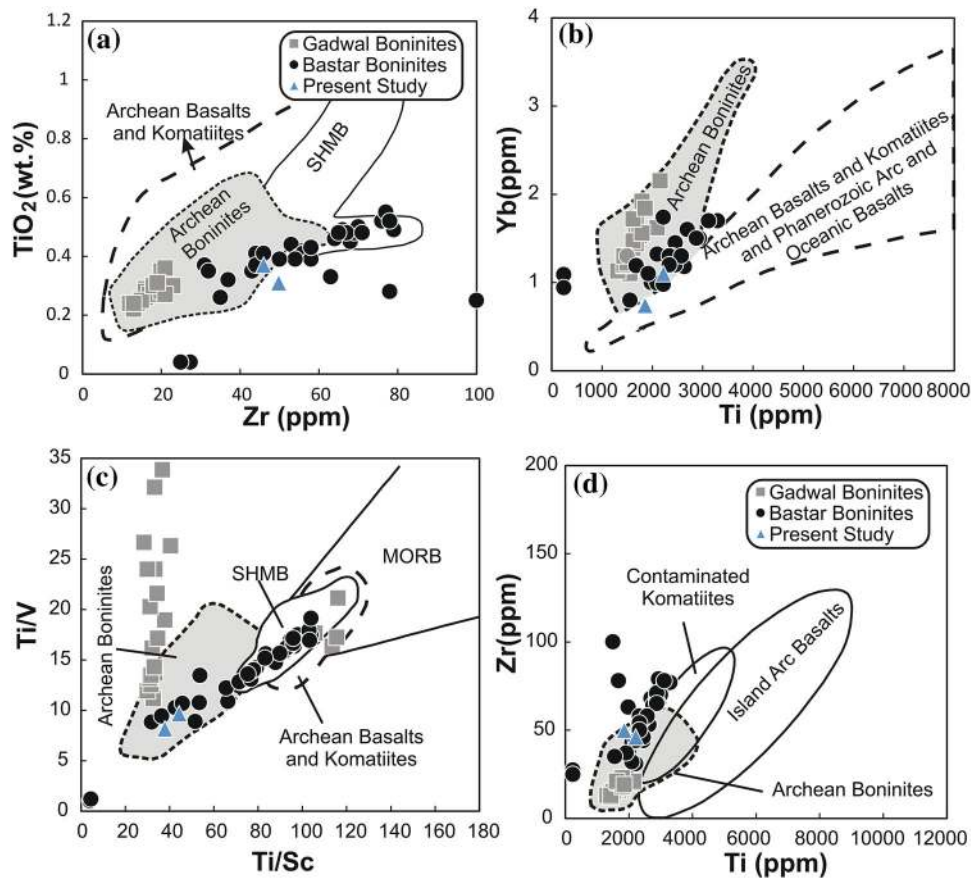 (a)
1.2
1
0.8
0.6
0.4
0.2
0
TiO2(wt.%)
Gadwal Boninites
Bastar Boninites
Present Study
Archean Basalts
and Komatiites
SHMB
Archean
Boninites
0
20
40
60
80
100
Zr (ppm)
(b)
4
3
2
1
0
Yb(ppm)
Archean Boninites
Archean Basalts and Komatiites
and Phanerozoic Arc and
Oceanic Basalts
0
1000 2000 3000 4000 5000 6000 7000 8000
Ti (ppm)
(c)
35
30
25
20
15
10
5
0
Ti/V
Archean Boninites
SHMB
MORB
Archean Basalts
and Komatiites
0 20 40 60 80 100 120 140 160 180
Ti/Sc
(d)
200
150
100
50
0
Zr(ppm)
Gadwal Boninites
Bastar Boninites
Present Study
Contaminated
Komatiites
Island Arc Basalts
Archean Boninites
0 2000 4000 6000 8000 10000 12000
Ti (ppm)